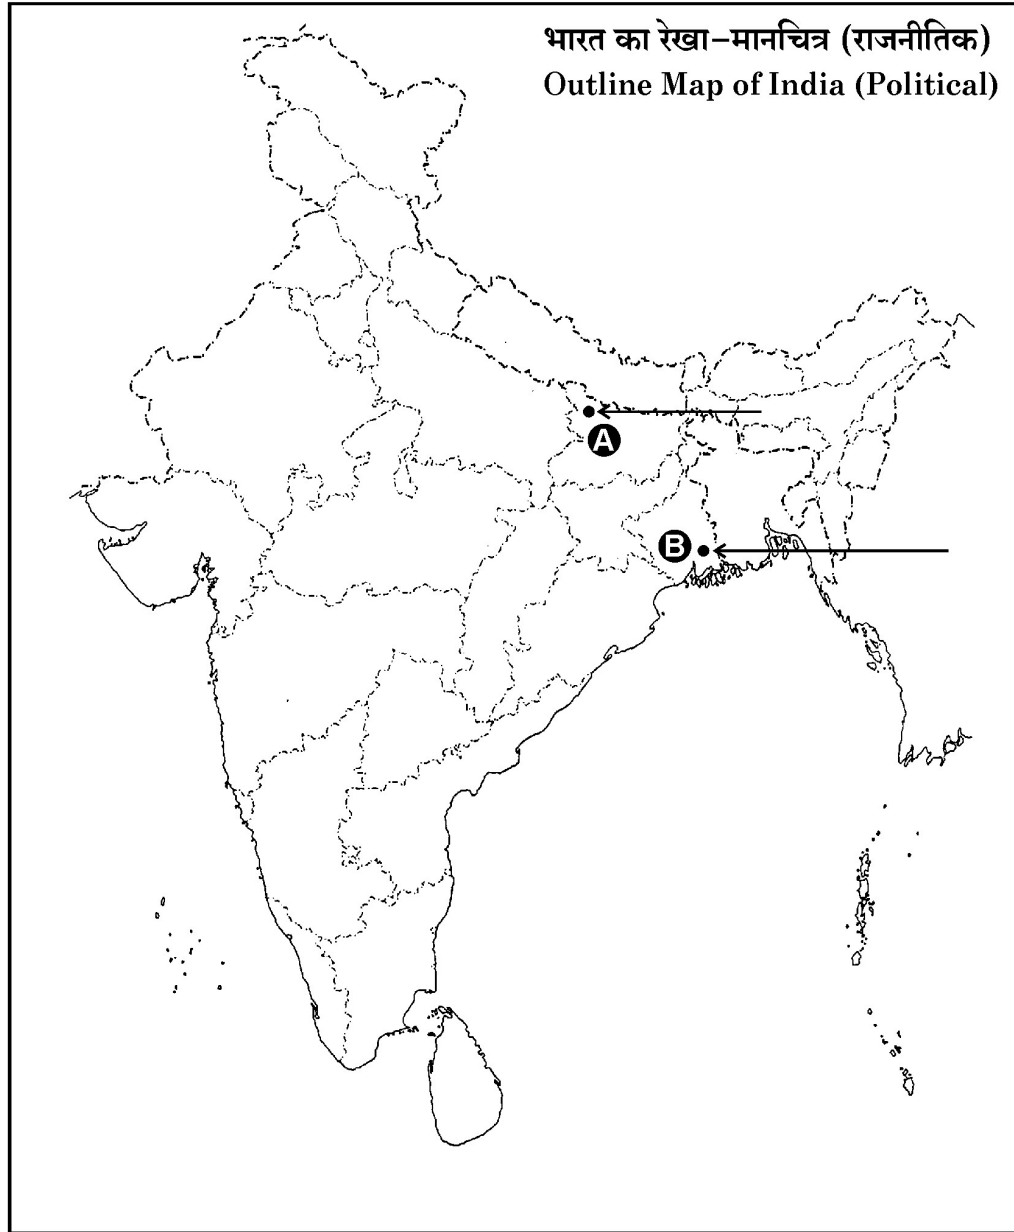 भारत का रेखा-मानचित्र (राजनीतिक)
Outline Map of India (Political)
A
B